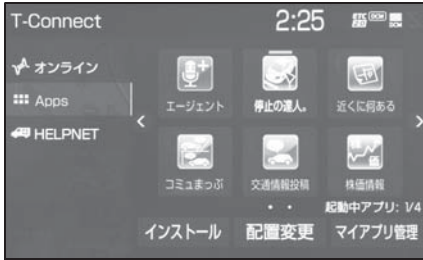 T-Connect
2:25
オンライン
Apps
HELPNET
エージェント
停止の達人。
近くに何ある
コミュまっぷ
交通情報投稿
株価情報
起動中アプリ: 1/4
インストール
配置変更
マイアプリ管理